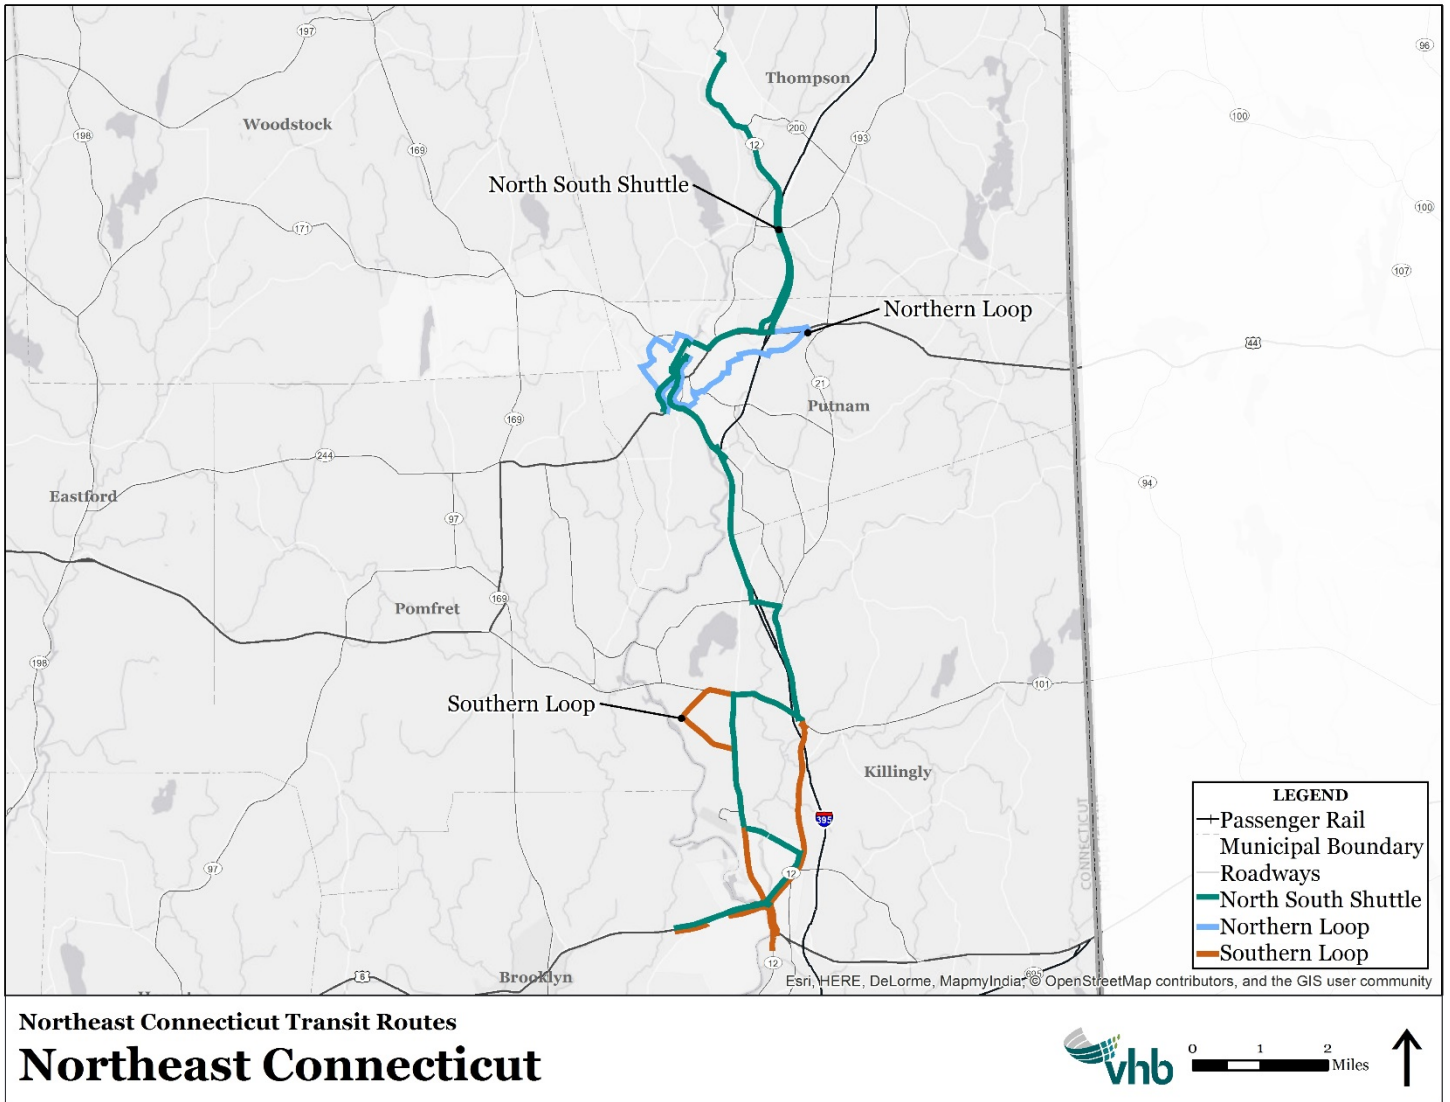 197
96
Thompson
100
Woodstock
200
198
12
193
169
North South Shuttle
100
171
107
Northern Loop
44
21
Putnam
169
244
94
Eastford
97
169
Pomfret
198
101
Southern Loop
Killingly
LEGEND
Passenger Rail
395
Municipal Boundary
CONNECTICUT
Roadways
97
12
North South Shuttle
Northern Loop
Southern Loop
12
6
Brooklyn
695
Esri, HERE, DeLorme, MapmyIndia, © OpenStreetMap contributors, and the GIS user community
Northeast Connecticut Transit Routes
Northeast Connecticut
vhb
0 1 2
Miles